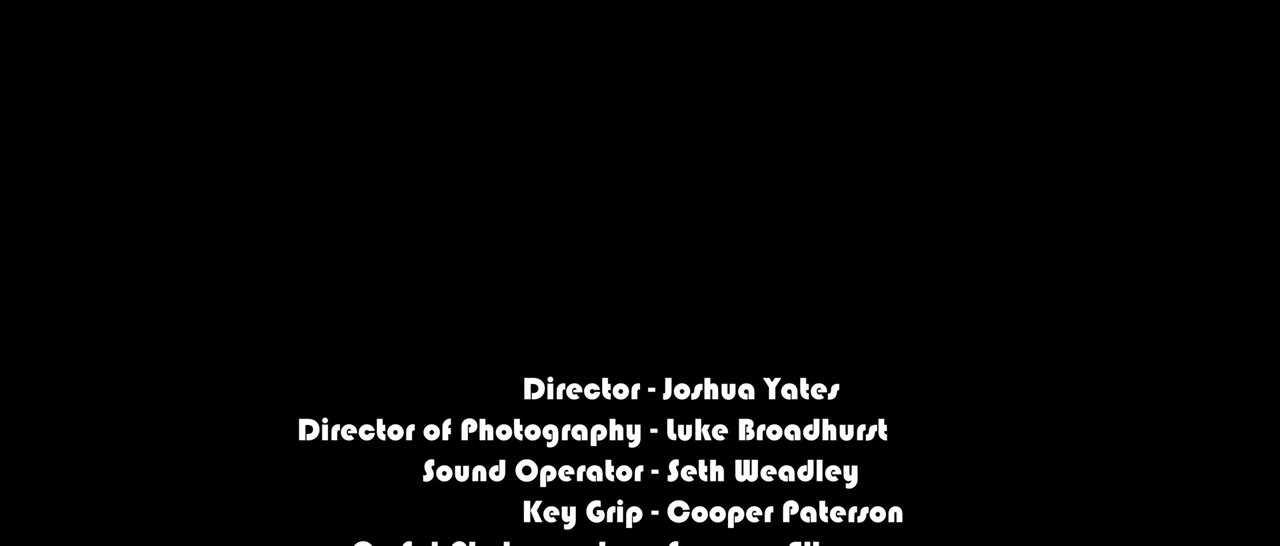 Director - Joshua Yates
Director of Photography - Luke Broadhurst
Sound Operator - Seth Weadley
Key Grip - Cooper Paterson